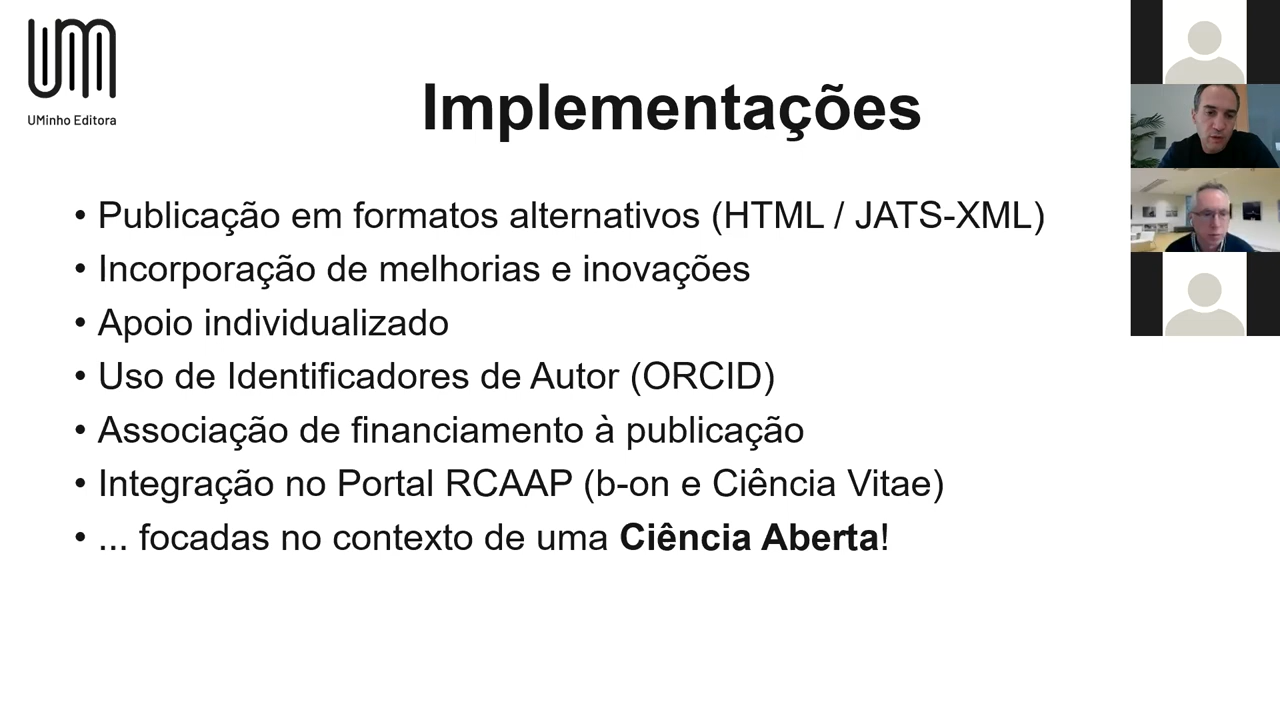 UMinho Editora
Implementações
• Publicação em formatos alternativos (HTML / JATS-XML)
• Incorporação de melhorias e inovações
• Apoio individualizado
• Uso de Identificadores de Autor (ORCID)
• Associação de financiamento à publicação
• Integração no Portal RCAAP (b-on e Ciência Vitae)
• ... focadas no contexto de uma Ciência Aberta!